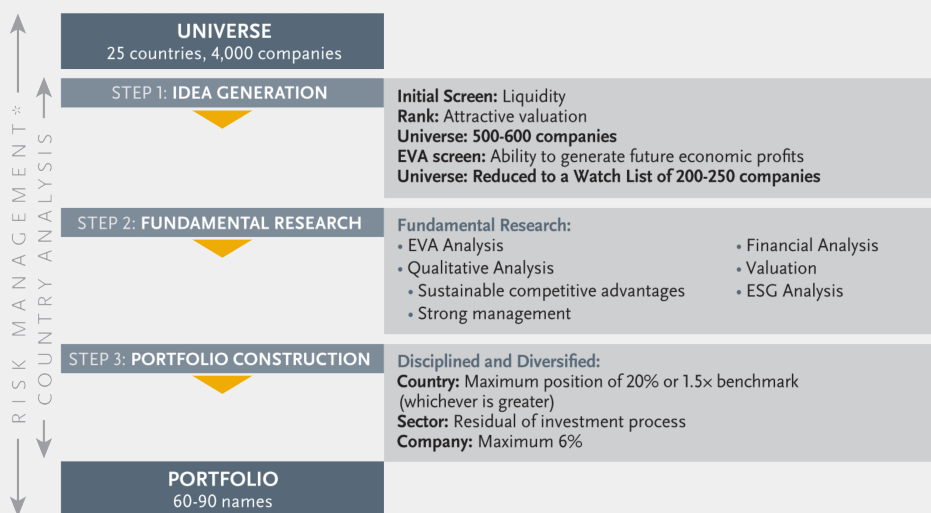 RISK MANAGEMENT*
COUNTRY ANALYSIS
UNIVERSE
25 countries, 4,000 companies
STEP 1: IDEA GENERATION
Initial Screen: Liquidity
Rank: Attractive valuation
Universe: 500-600 companies
EVA screen: Ability to generate future economic profits
Universe: Reduced to a Watch List of 200-250 companies
STEP 2: FUNDAMENTAL RESEARCH
Fundamental Research:
• EVA Analysis
• Qualitative Analysis
• Sustainable competitive advantages
• Strong management
• Financial Analysis
• Valuation
• ESG Analysis
STEP 3: PORTFOLIO CONSTRUCTION
Disciplined and Diversified:
Country: Maximum position of 20% or 1.5× benchmark
(whichever is greater)
Sector: Residual of investment process
Company: Maximum 6%
PORTFOLIO
60-90 names